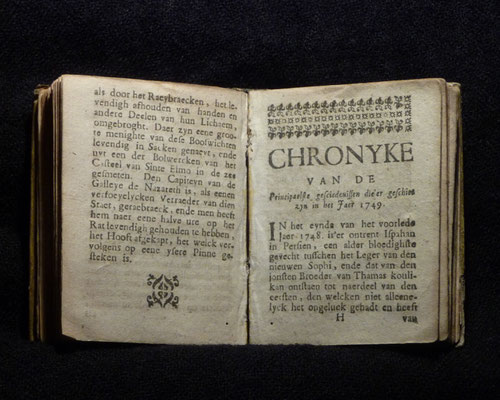 als door het Raeybraecken, het le-
vendigh afhouden van handen en
andere Deelen van hun Lichaem,
omgebroght. Daer zyn eene groo-
te menighte van dese Booswichten
levendig in Sacken genaeyt, ende
uyt een der Bolwercken van het
Casteel van Sinte Elmo in de zee
gesmeten. Den Capiteyn van de
Galleye de Nazareth is, als eenen
verfoeyelycken Verraeder van dien
Staet, geraebraeckt, ende men heeft
hem naer eene halve ure op het
Rat levendigh gehouden te hebben,
het Hooft afgekapt, het welck ver-
volgens op eene ysere Pinne ge-
steken is.
CHRONYKE
VAN DE
Principaelste geschiedenissen die'er geschiet
zyn in het Jaer 1749.
IN het eynde van het voorlede
Jaer 1748. is'er ontrent Ispahan
in Persien, een alder bloedighste
gevecht tusschen het Leger van den
nieuwen Sophi, ende dat van den
jonsten Broeder van Thamas Kouli-
kan ontstaen tot naerdeel van den
eersten, den welcken niet alleene-
lyck het ongeluck gehadt en heeft
H
van